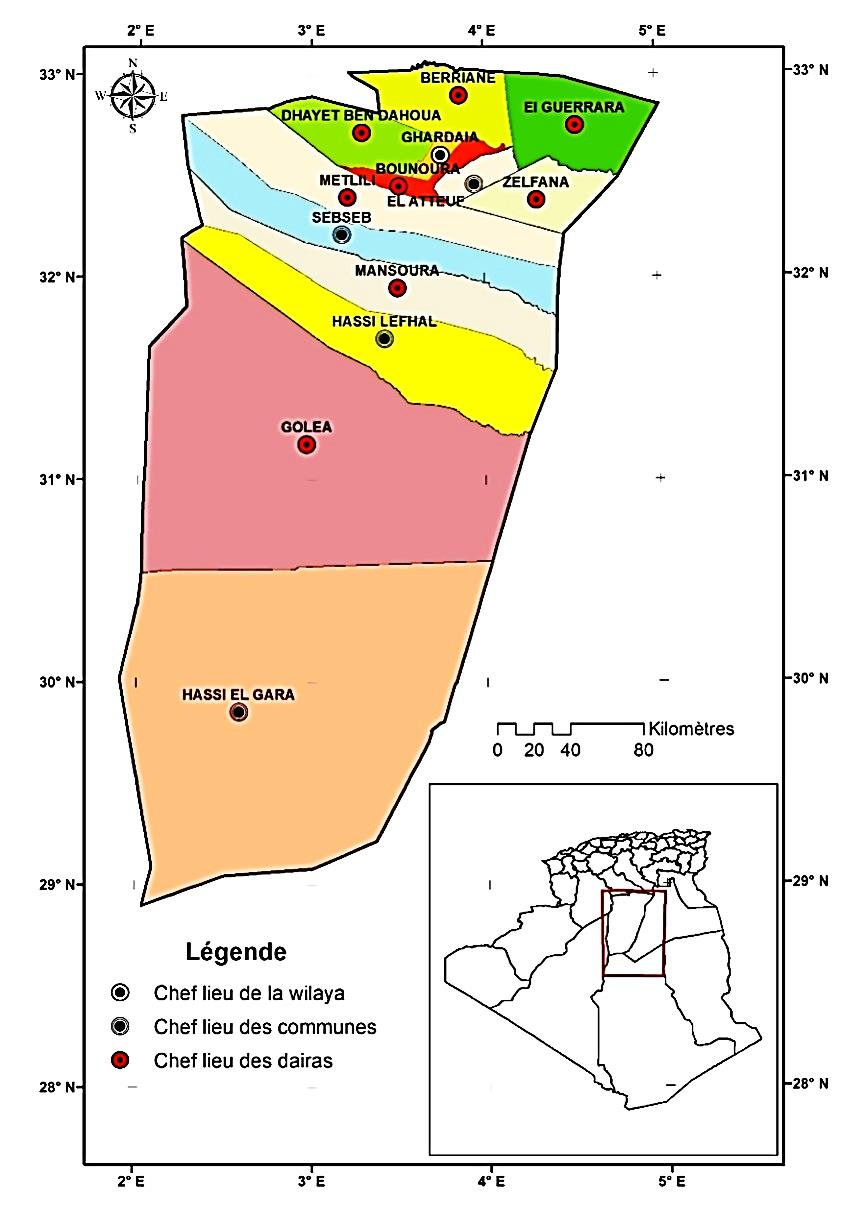 2° E
3° E
4° E
5° E
N
W
E
S
33° N
33° N
BERRIANE
El GUERRARA
DHAYET BEN DAHOUA
GHARDAIA
BOUNOURA
METLILI
ZELFANA
EL ATTEUF
SEBSEB
32° N
32° N
MANSOURA
HASSI LEFHAL
GOLEA
31° N
31° N
30° N
30° N
HASSI EL GARA
Kilomètres
0 20 40 80
29° N
29° N
Légende
Chef lieu de la wilaya
Chef lieu des communes
Chef lieu des dairas
28° N
28° N
2° E
3° E
4° E
5° E